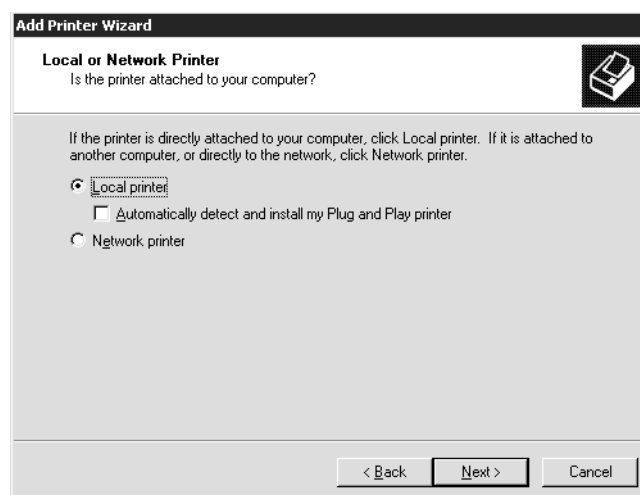 Add Printer Wizard
Local or Network Printer
Is the printer attached to your computer?
If the printer is directly attached to your computer, click Local printer. If it is attached to
another computer, or directly to the network, click Network printer.
Local printer
Automatically detect and install my Plug and Play printer
Network printer
< Back Next > Cancel